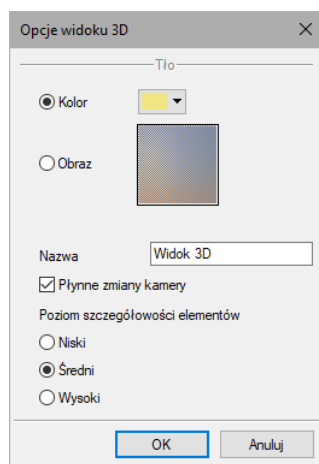 Opcje widoku 3D
Tło
Kolor
Obraz
Nazwa Widok 3D
Płynne zmiany kamery
Poziom szczegółowości elementów
Niski
Średni
Wysoki
OK Anuluj